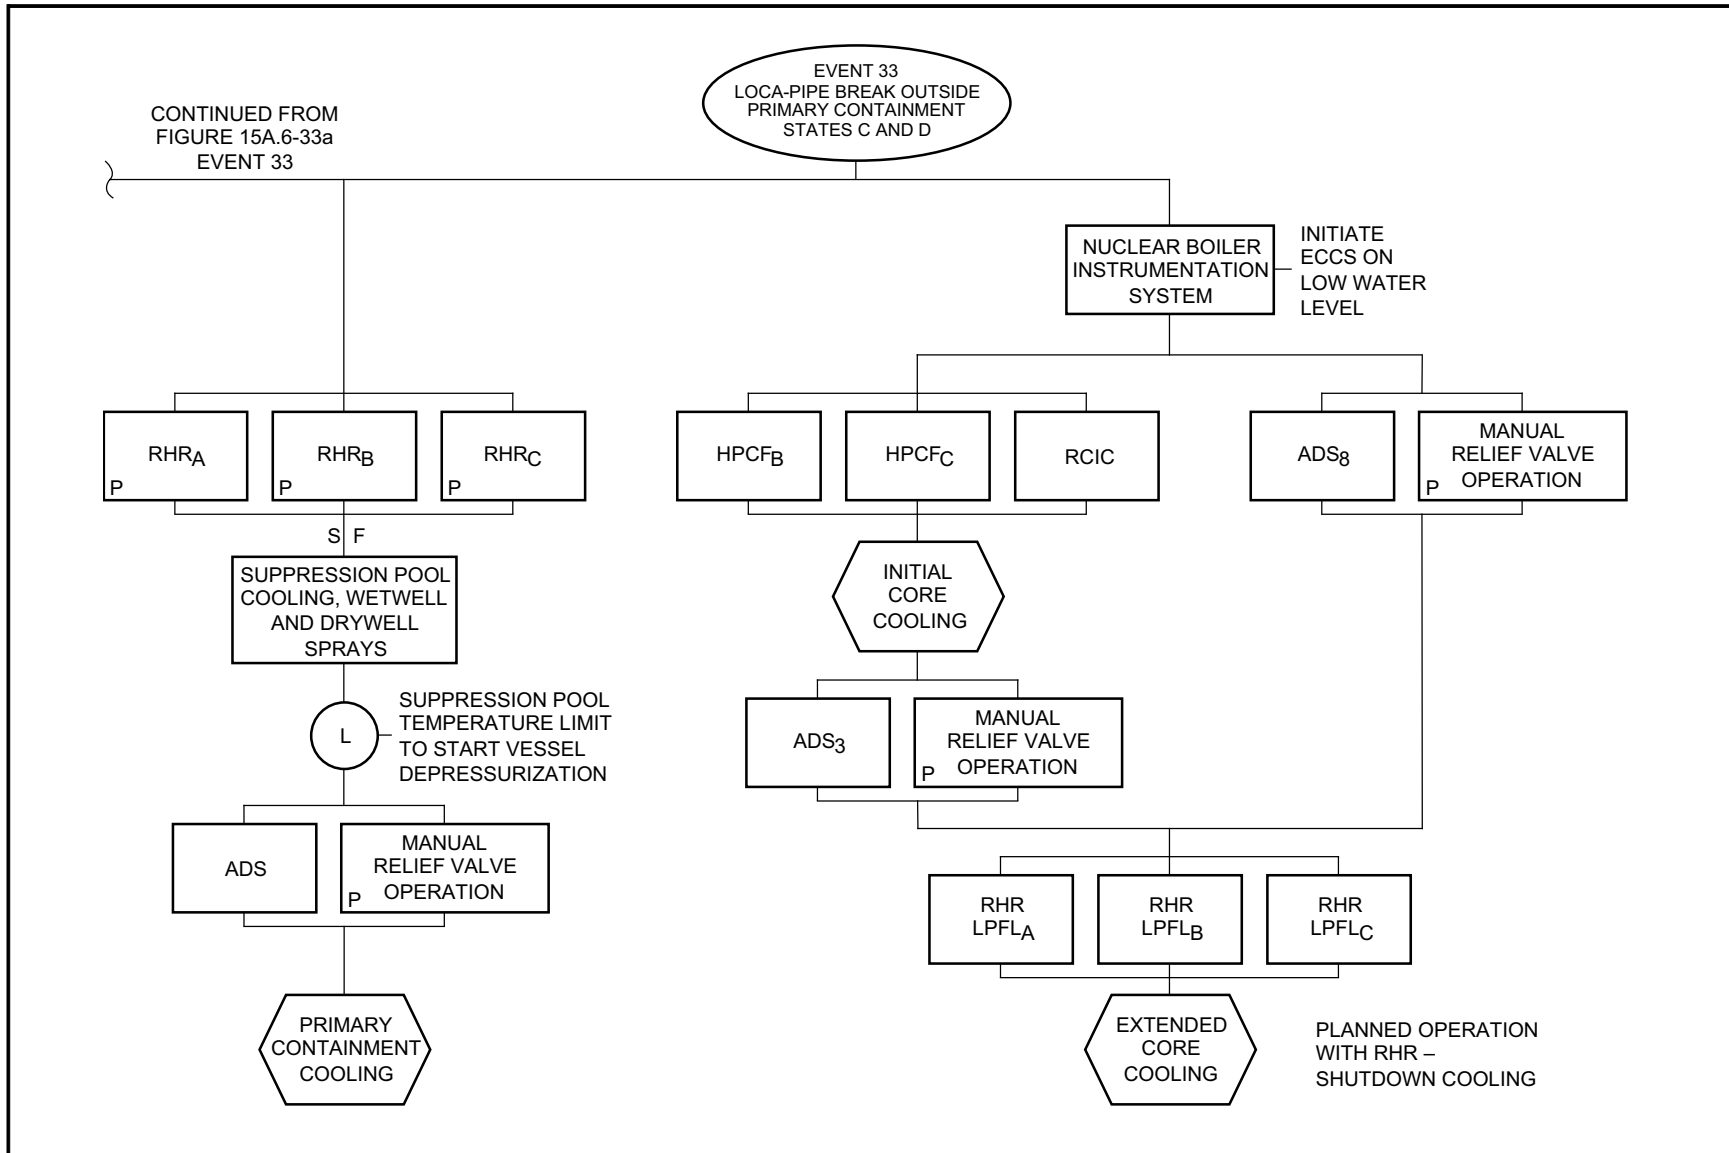 EVENT 33
LOCA-PIPE BREAK OUTSIDE
PRIMARY CONTAINMENT
STATES C AND D
CONTINUED FROM
FIGURE 15A.6-33a
EVENT 33
NUCLEAR BOILER
INSTRUMENTATION
SYSTEM
INITIATE
ECCS ON
LOW WATER
LEVEL
RHRA
P
RHRB
P
RHRC
P
HPCFB
HPCFC
RCIC
ADS8
MANUAL
RELIEF VALVE
OPERATION
P
S F
SUPPRESSION POOL
COOLING, WETWELL
AND DRYWELL
SPRAYS
INITIAL
CORE
COOLING
L
SUPPRESSION POOL
TEMPERATURE LIMIT
TO START VESSEL
DEPRESSURIZATION
ADS3
MANUAL
RELIEF VALVE
OPERATION
P
ADS
MANUAL
RELIEF VALVE
OPERATION
P
RHR
LPFLA
RHR
LPFLB
RHR
LPFLC
PRIMARY
CONTAINMENT
COOLING
EXTENDED
CORE
COOLING
PLANNED OPERATION
WITH RHR –
SHUTDOWN COOLING